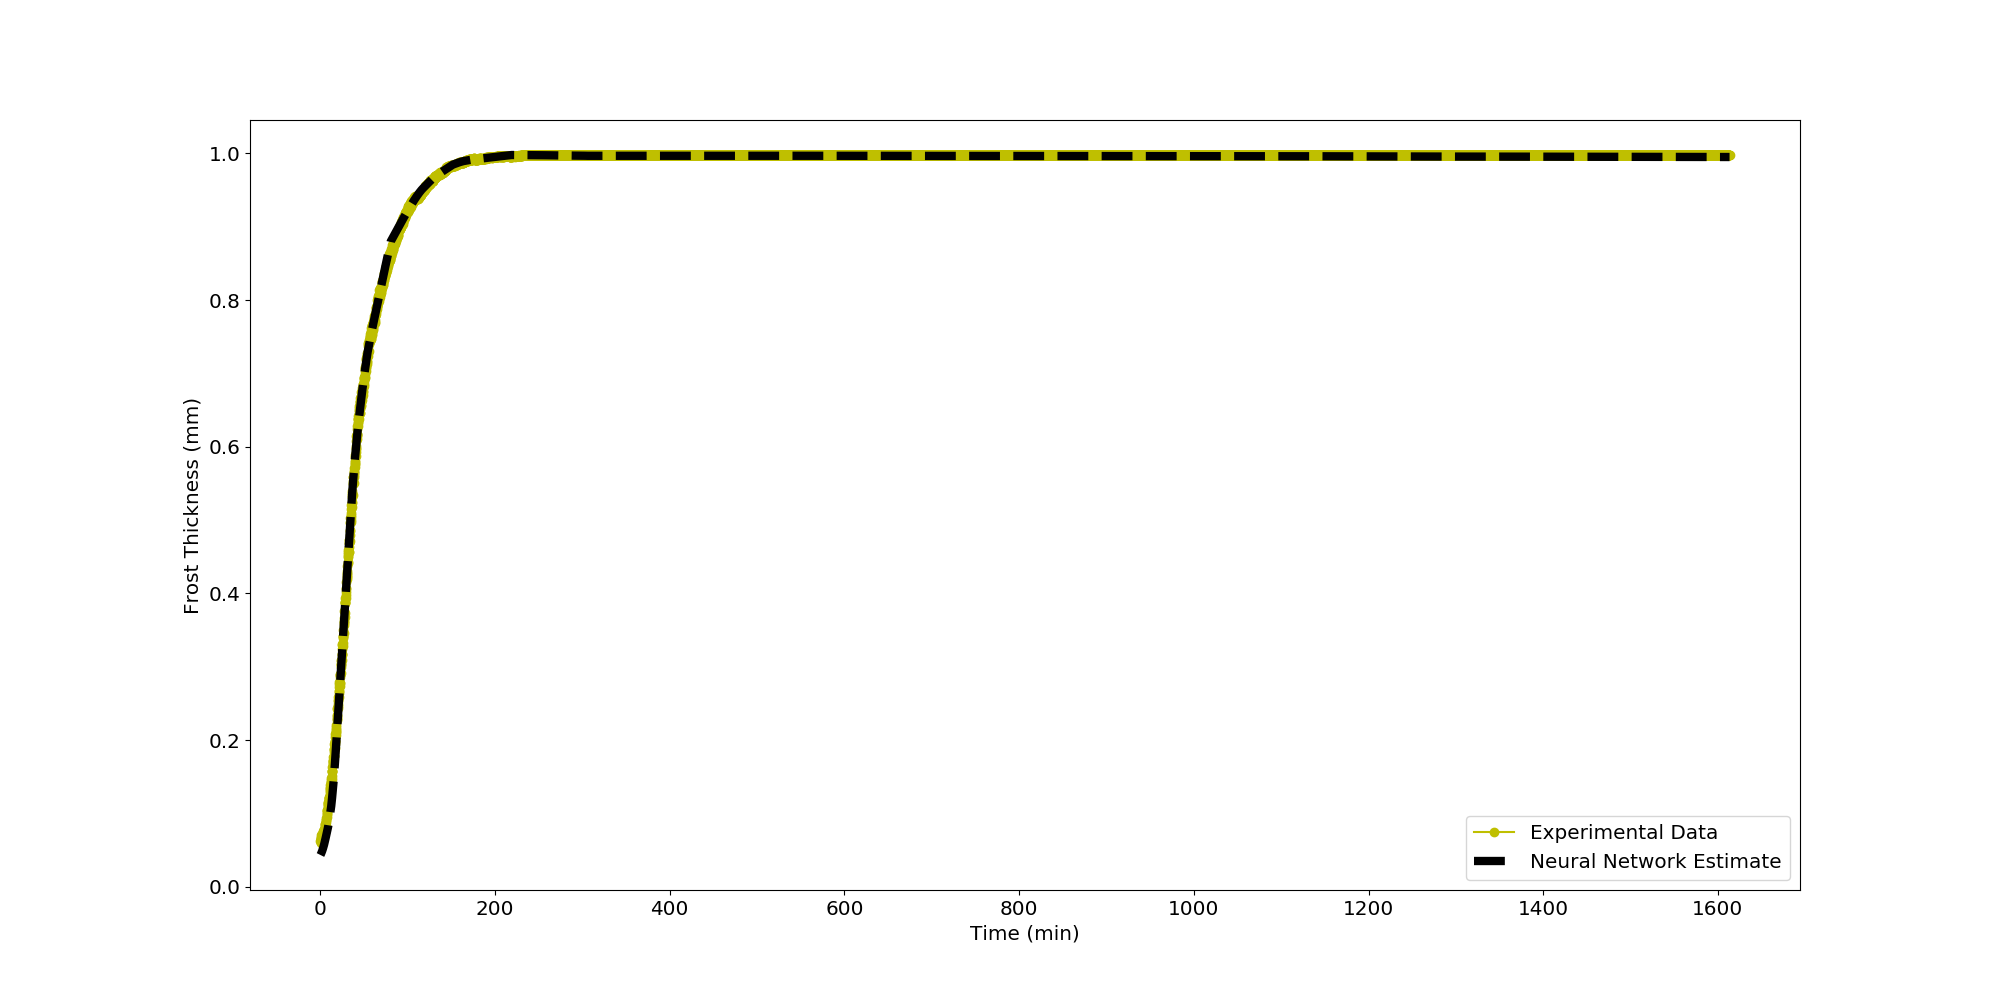 1.0
0.8
0.6
0.4
0.2
0.0
Frost Thickness (mm)
Experimental Data
Neural Network Estimate
0 200 400 600 800 1000 1200 1400 1600
Time (min)